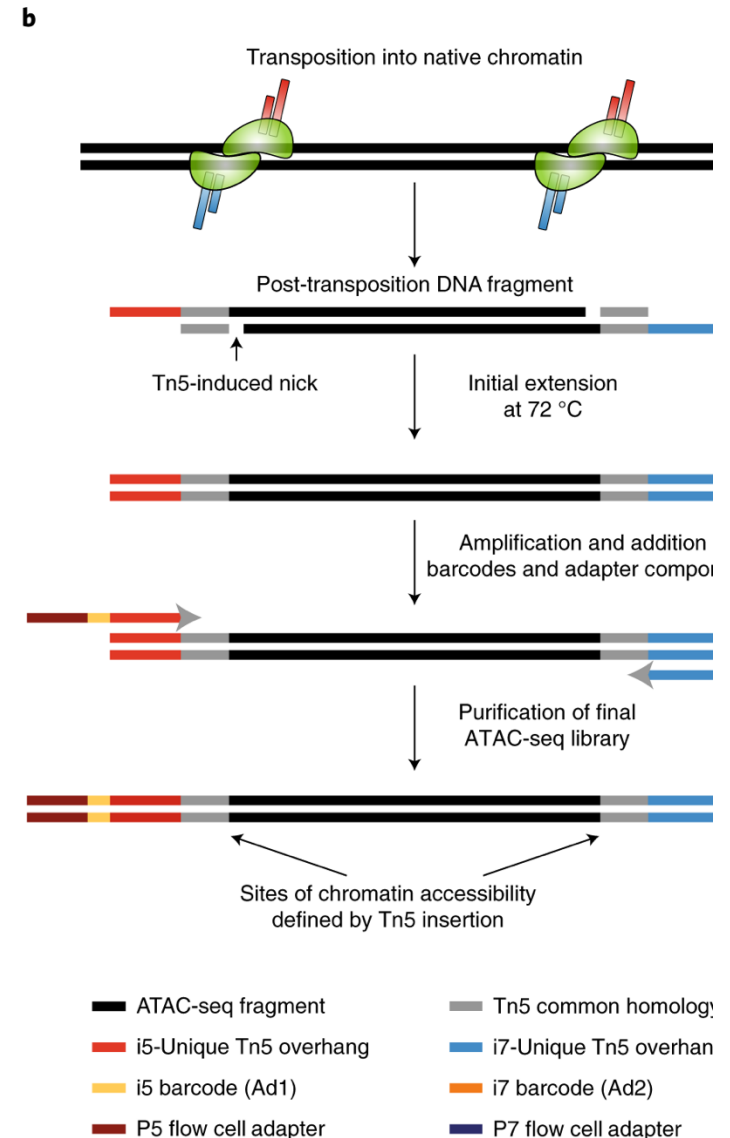 b
Transposition into native chromatin
Post-transposition DNA fragment
Tn5-induced nick
Initial extension
at 72 °C
Amplification and addition
barcodes and adapter compor
Purification of final
ATAC-seq library
Sites of chromatin accessibility
defined by Tn5 insertion
ATAC-seq fragment
Tn5 common homology
i5-Unique Tn5 overhang
i7-Unique Tn5 overhan
i5 barcode (Ad1)
i7 barcode (Ad2)
P5 flow cell adapter
P7 flow cell adapter